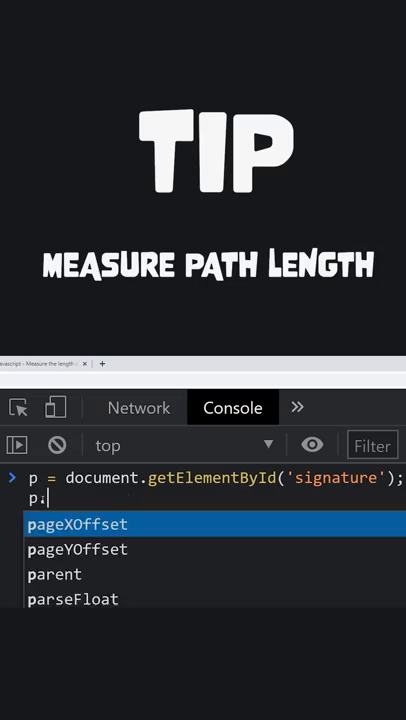 TIP
MEASURE PATH LENGTH
avascript - Measure the length
Network
Console
top
Filter
p = document.getElementById('signature');
p.
pageXOffset
pageYOffset
parent
parseFloat